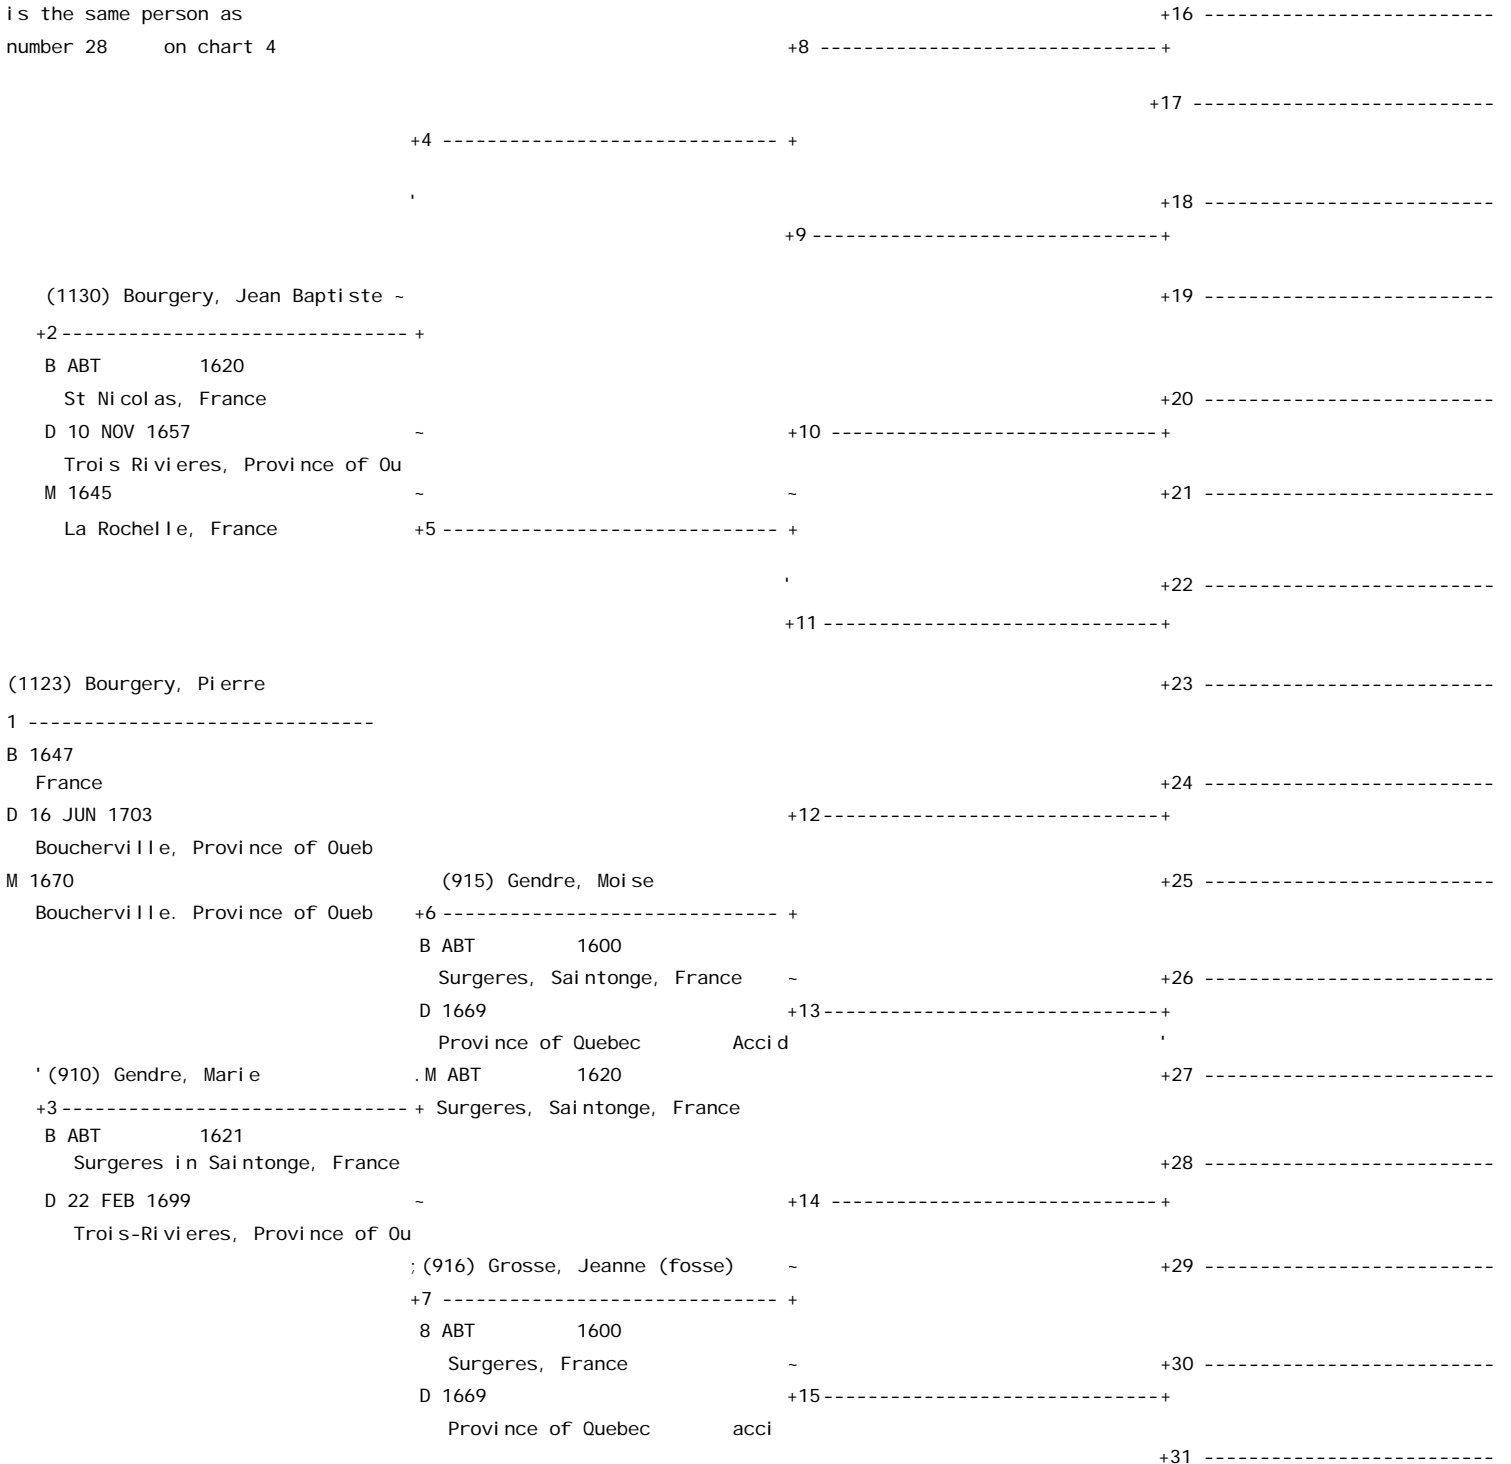 is the same person as +16 --------------------------
number 28 on chart 4 +8 ------------------------------+
+17 ---------------------------
+4 ------------------------------ +
' +18 --------------------------
+9 -------------------------------+
(1130) Bourgery, Jean Baptiste ~ +19 --------------------------
+2 ------------------------------- +
B ABT 1620
St Nicolas, France +20 --------------------------
D 10 NOV 1657 ~ +10 -----------------------------+
Trois Rivieres, Province of Ou
M 1645 ~ ~ +21 --------------------------
La Rochelle, France +5 ------------------------------ +
' +22 --------------------------
+11 ------------------------------+
(1123) Bourgery, Pierre +23 --------------------------
1 -------------------------------
B 1647
France +24 --------------------------
D 16 JUN 1703 +12------------------------------+
Boucherville, Province of Oueb
M 1670 (915) Gendre, Moise +25 --------------------------
Boucherville. Province of Oueb +6 ------------------------------ +
B ABT 1600
Surgeres, Saintonge, France ~ +26 --------------------------
D 1669 +13------------------------------+
Province of Quebec Accid '
'(910) Gendre, Marie .M ABT 1620 +27 --------------------------
+3 ------------------------------- + Surgeres, Saintonge, France
B ABT 1621
Surgeres in Saintonge, France +28 --------------------------
D 22 FEB 1699 ~ +14 -----------------------------+
Trois-Rivieres, Province of Ou
;(916) Grosse, Jeanne (fosse) ~ +29 --------------------------
+7 ------------------------------ +
8 ABT 1600
Surgeres, France ~ +30 --------------------------
D 1669 +15------------------------------+
Province of Quebec acci
+31 --------------------------